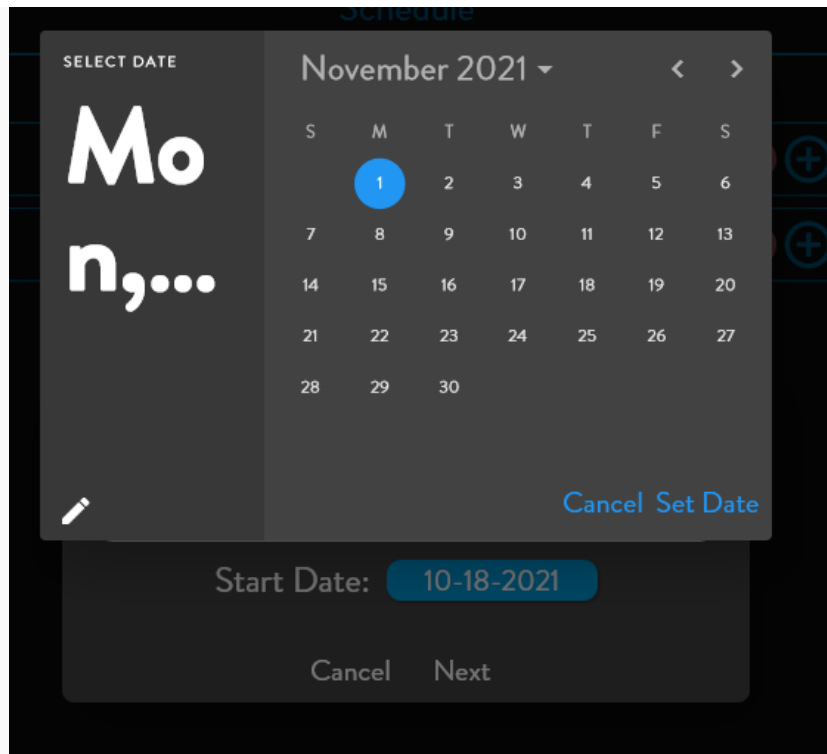 Schedule
SELECT DATE
Mo
n,...
November 2021
S M T W T F S
1 2 3 4 5 6
7 8 9 10 11 12 13
14 15 16 17 18 19 20
21 22 23 24 25 26 27
28 29 30
Cancel Set Date
Start Date: 10-18-2021
Cancel Next